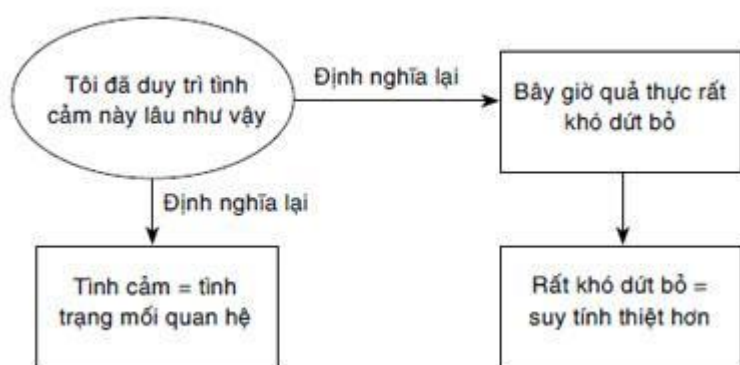 Tôi đã duy trì tình
cảm này lâu như vậy
Định nghĩa lại
Bây giờ quả thực rất
khó dứt bỏ
Định nghĩa lại
Tình cảm = tình
trạng mối quan hệ
Rất khó dứt bỏ =
suy tính thiệt hơn